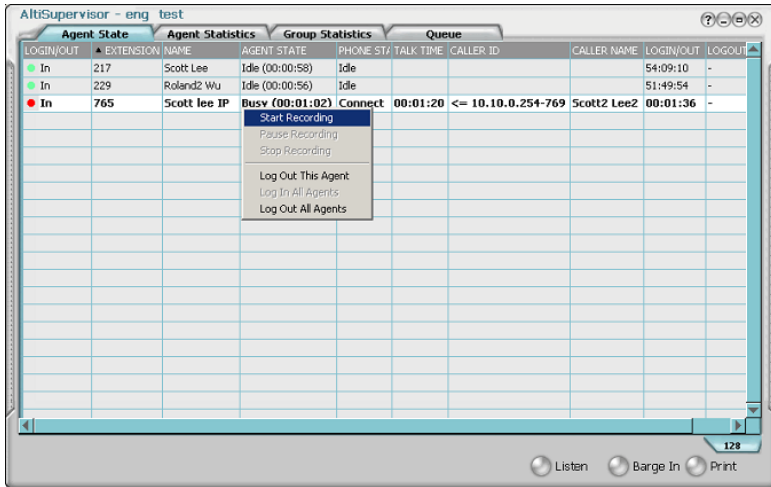 AltiSupervisor - eng test
Agent State Agent Statistics Group Statistics Queue
LOGIN/OUT EXTENSION NAME AGENT STATE PHONE STA TALK TIME CALLER ID CALLER NAME LOGIN/OUT LOGOUT
In 217 Scott Lee Idle (00:00:58) Idle 54:09:10 -
In 229 Roland2 Wu Idle (00:00:56) Idle 51:49:54 -
In 765 Scott lee IP Busy (00:01:02) Connect 00:01:20 <= 10.10.0.254-769 Scott2 Lee2 00:01:36 -
Start Recording
Pause Recording
Stop Recording
Log Out This Agent
Log In All Agents
Log Out All Agents
128
Listen Barge In Print